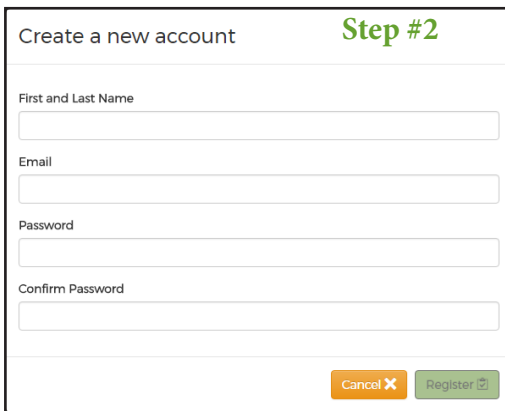 Create a new account
Step #2
First and Last Name
Email
Password
Confirm Password
Cancel
Register